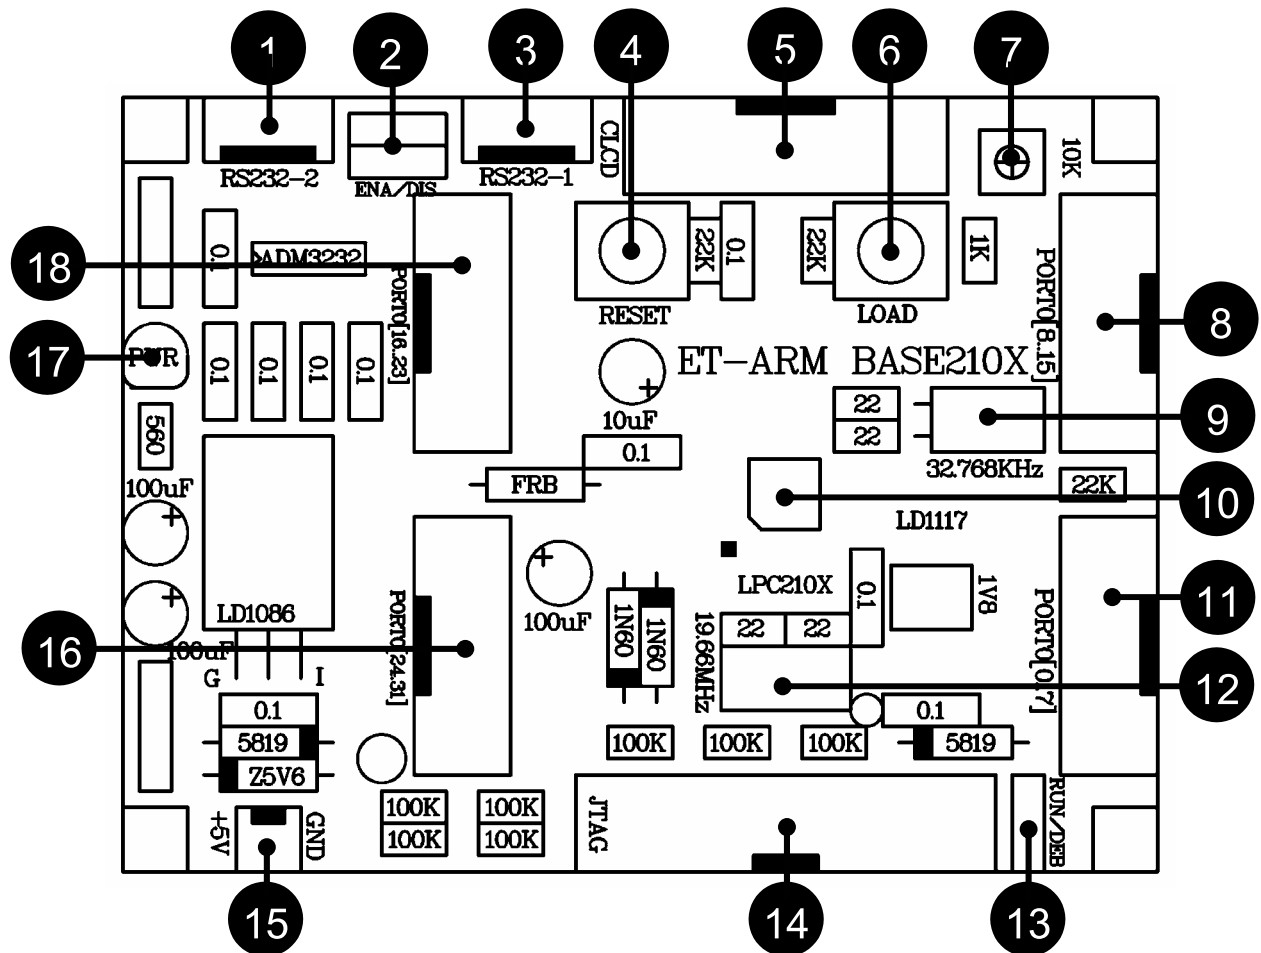 1
2
3
4
5
6
7
RS232-2
ENA/DIS
RS232-1
CLCD
10K
18
0.1
ADM3232
PORT0[16..23]
RESET
22K
0.1
22K
LOAD
1K
PORT0[8..15]
8
17
PWR
0.1
0.1
0.1
0.1
ET-ARM BASE210X
10uF
22
22
32.768KHz
9
560
100uF
FRB
0.1
22K
10
LD1117
LD1086
100uF
G
I
16
PORT0[24..31]
100uF
1N60
1N60
LPC210X
22
22
19.66MHz
0.1
1V8
PORT0[0..7]
11
12
0.1
5819
Z5V6
100K
100K
100K
0.1
5819
100K
100K
100K
100K
+5V
GND
JTAG
RUN/DEB
15
14
13